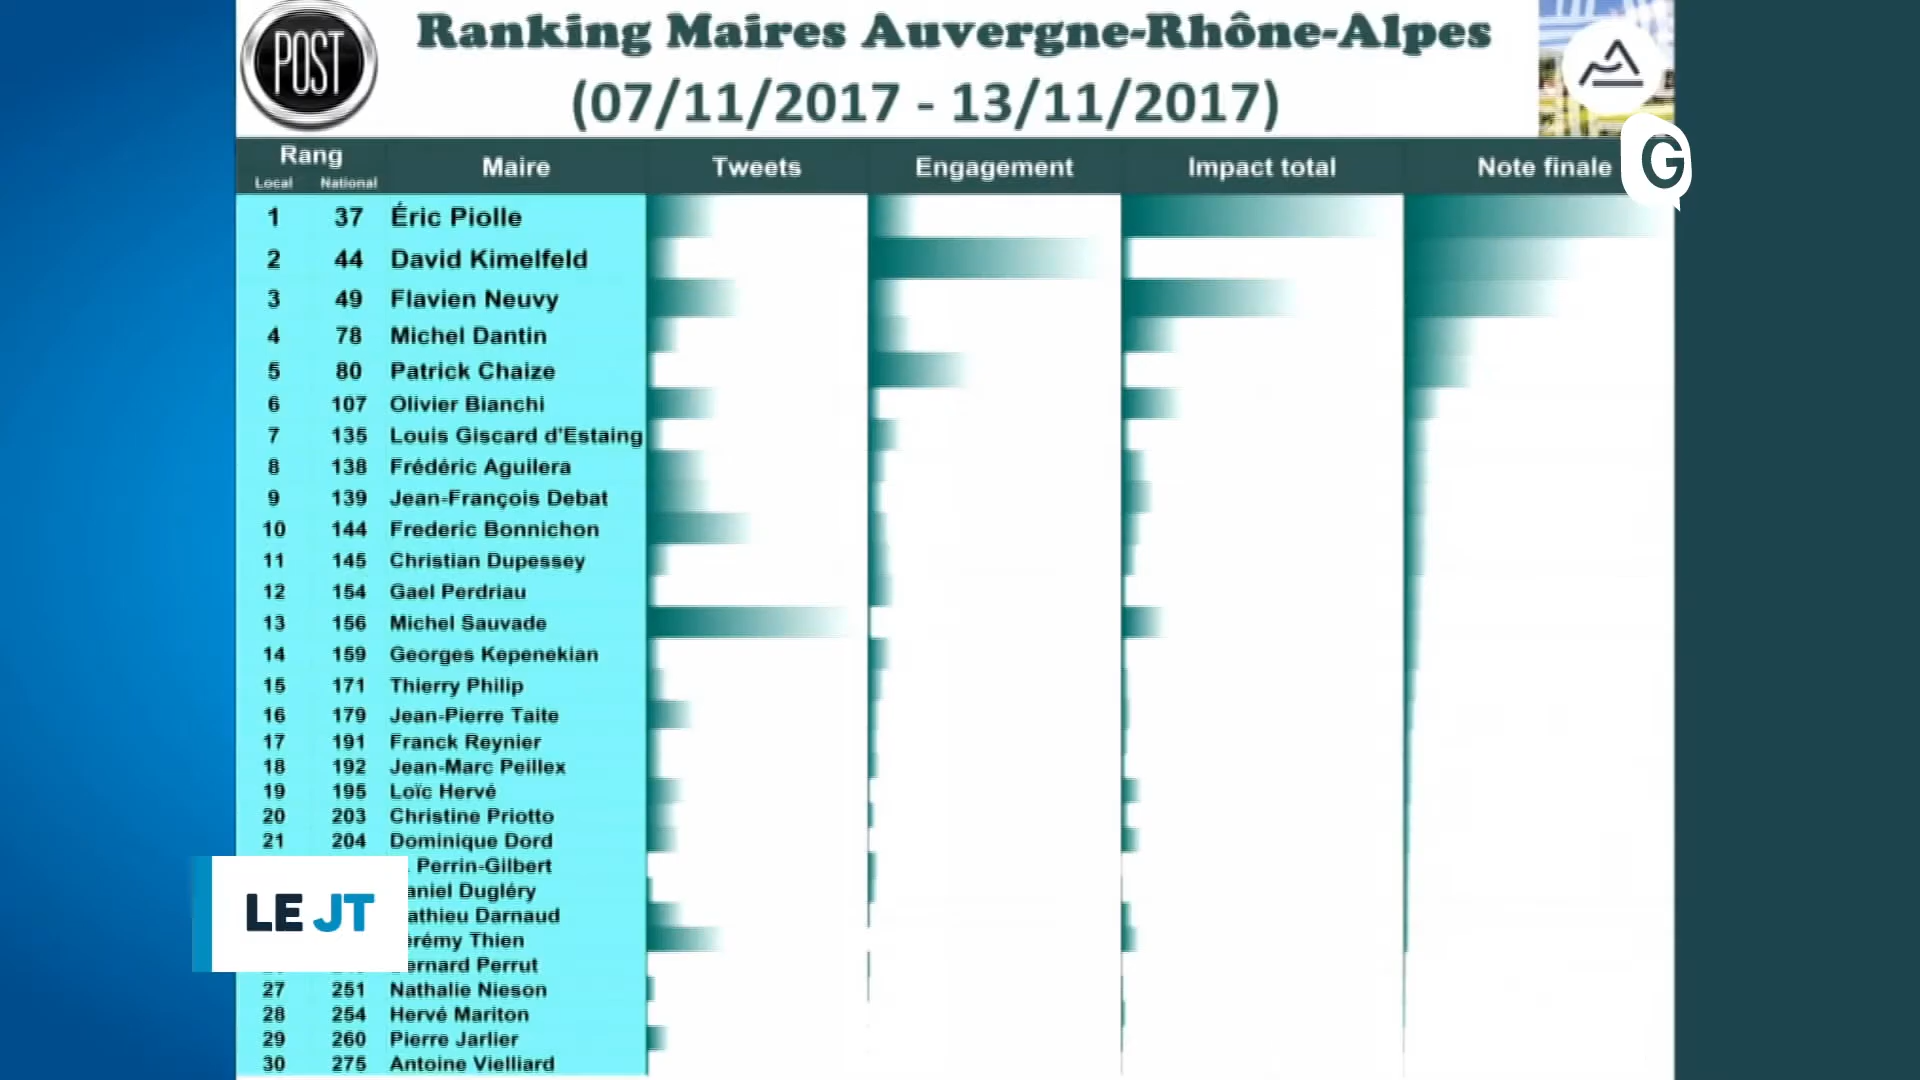 POST
Ranking Maires Auvergne-Rhône-Alpes
(07/11/2017 - 13/11/2017)
G
Rang
Local National Maire Tweets Engagement Impact total Note finale
1 37 Éric Piolle
2 44 David Kimelfeld
3 49 Flavien Neuvy
4 78 Michel Dantin
5 80 Patrick Chaize
6 107 Olivier Bianchi
7 135 Louis Giscard d'Estaing
8 138 Frédéric Aguilera
9 139 Jean-François Debat
10 144 Frederic Bonnichon
11 145 Christian Dupessey
12 154 Gael Perdriau
13 156 Michel Sauvade
14 159 Georges Kepenekian
15 171 Thierry Philip
16 179 Jean-Pierre Taite
17 191 Franck Reynier
18 192 Jean-Marc Peillex
19 195 Loïc Hervé
20 203 Christine Priotto
21 204 Dominique Dord
. Perrin-Gilbert
aniel Dugléry
athieu Darnaud
érémy Thien
ernard Perrut
LE JT
27 251 Nathalie Nieson
28 254 Hervé Mariton
29 260 Pierre Jarlier
30 275 Antoine Vielliard